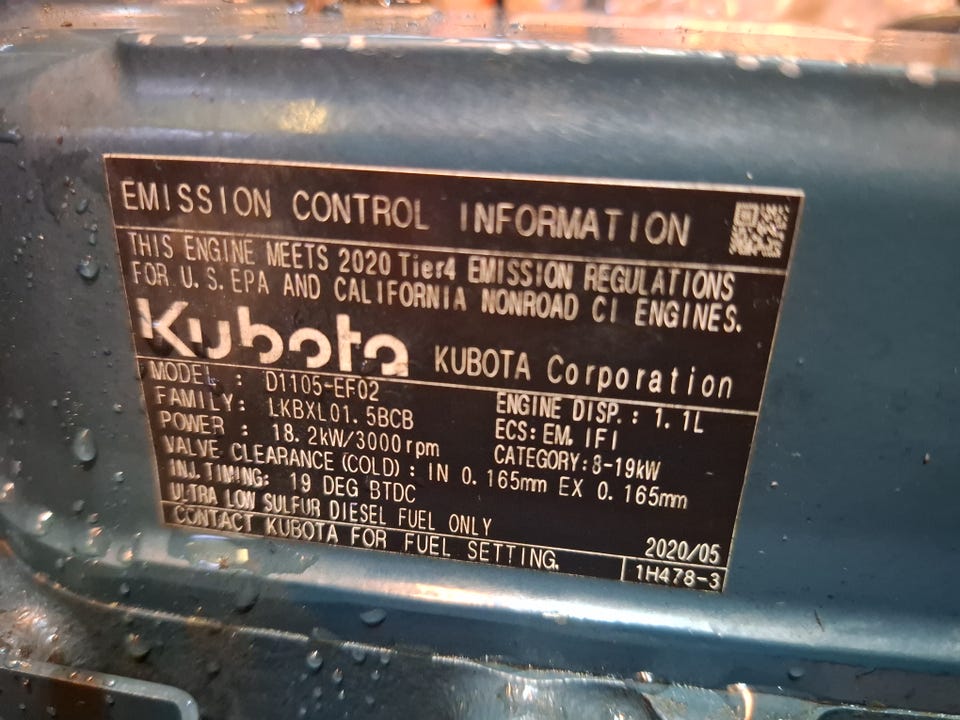 EMISSION CONTROL INFORMATION
THIS ENGINE MEETS 2020 Tier4 EMISSION REGULATIONS
FOR U.S.EPA AND CALIFORNIA NONROAD CI ENGINES.
Kubota KUBOTA Corporation
MODEL : D1105-EF02 ENGINE DISP.: 1.1L
FAMILY: LKBXL01.5BCB ECS:EM.IFI
POWER : 18.2kW/3000rpm CATEGORY:8-19kW
VALVE CLEARANCE(COLD): IN 0.165mm EX 0.165mm
INJ.TIMING: 19 DEG BTDC
ULTRA LOW SULFUR DIESEL FUEL ONLY 2020/05
CONTACT KUBOTA FOR FUEL SETTING. 1H478-3